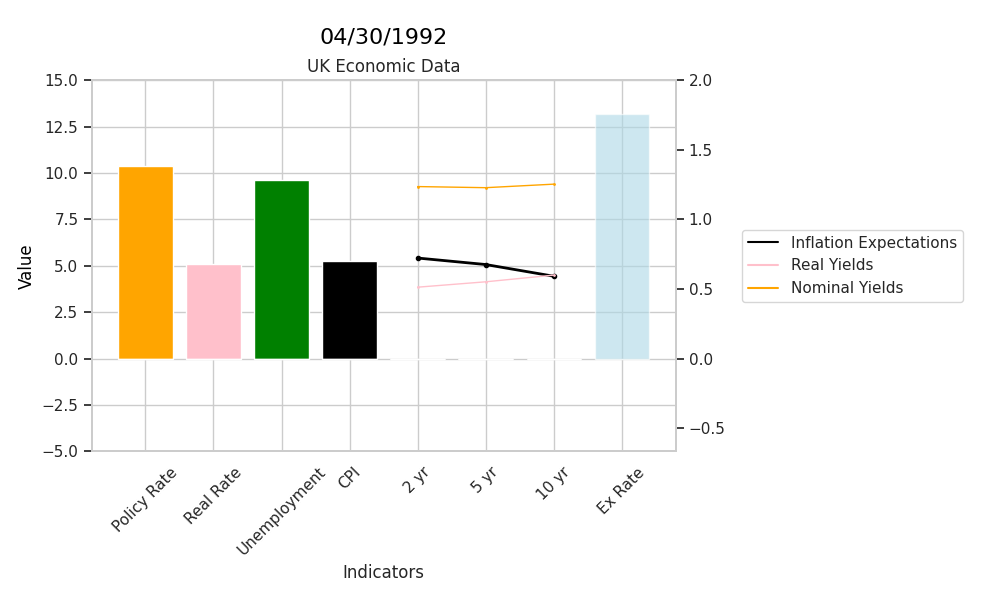 04/30/1992
UK Economic Data
15.0
12.5
10.0
7.5
5.0
2.5
0.0
−2.5
−5.0
Value
2.0
1.5
1.0
0.5
0.0
−0.5
Inflation Expectations
Real Yields
Nominal Yields
Policy Rate
Real Rate
Unemployment
CPI
2 yr
5 yr
10 yr
Ex Rate
Indicators